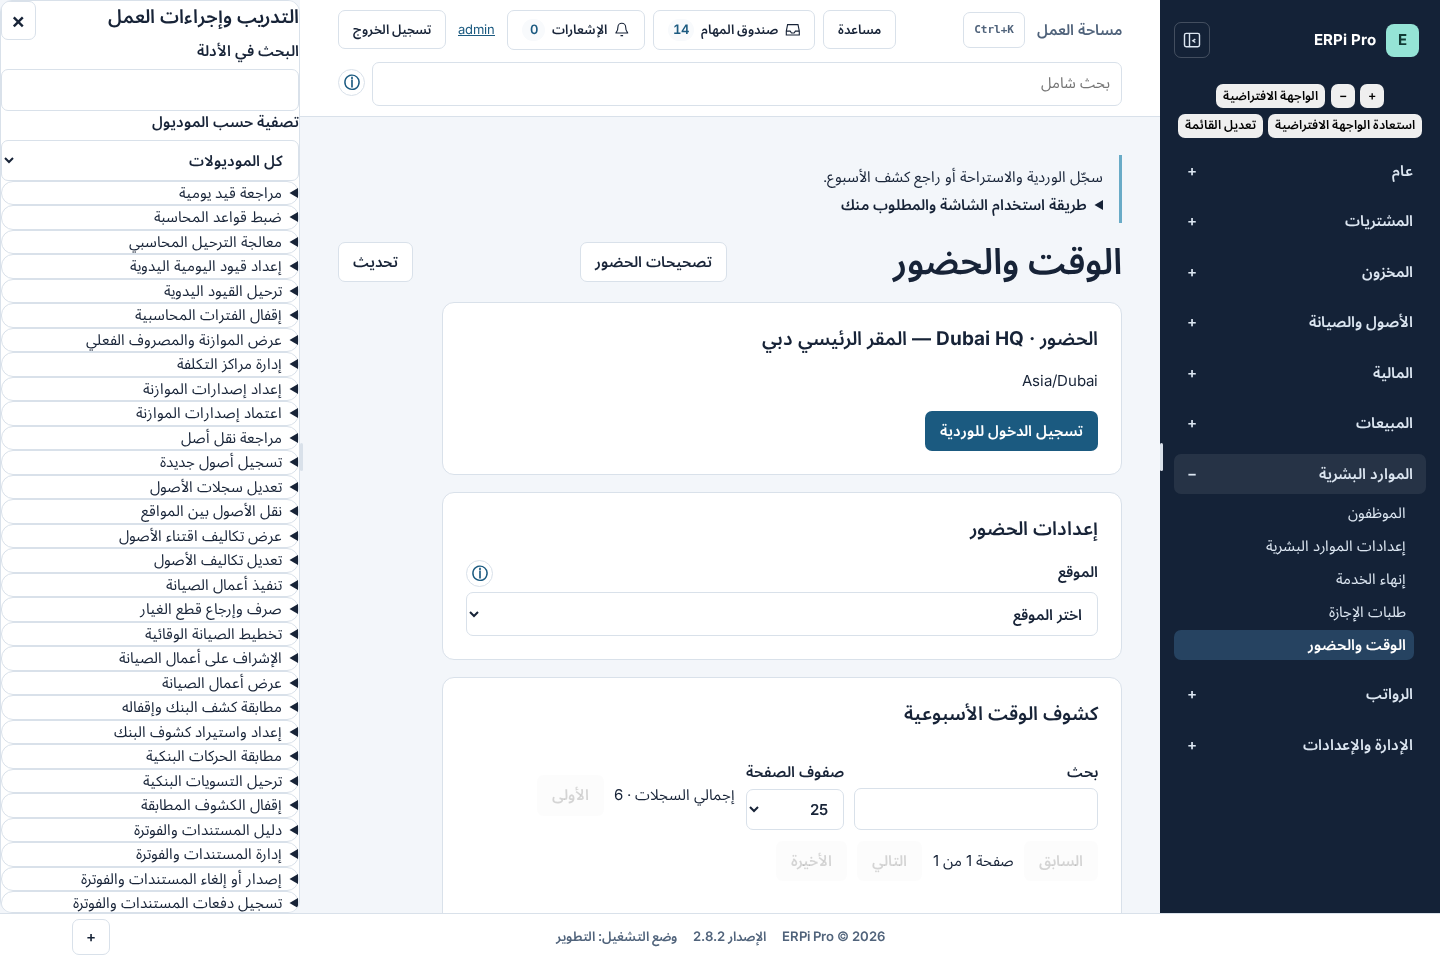 E ERPi Pro
+ − الواجهة الافتراضية
استعادة الواجهة الافتراضية تعديل القائمة
عام +
المشتريات +
المخزون +
الأصول والصيانة +
المالية +
المبيعات +
الموارد البشرية −
الموظفون
إعدادات الموارد البشرية
إنهاء الخدمة
طلبات الإجازة
الوقت والحضور
الرواتب +
الإدارة والإعدادات +
مساحة العمل Ctrl+K
مساعدة صندوق المهام 14 الإشعارات 0 admin تسجيل الخروج
بحث شامل
سجّل الوردية والاستراحة أو راجع كشف الأسبوع.
طريقة استخدام الشاشة والمطلوب منك
الوقت والحضور تصحيحات الحضور تحديث
الحضور · Dubai HQ — المقر الرئيسي دبي
Asia/Dubai
تسجيل الدخول للوردية
إعدادات الحضور
الموقع
اختر الموقع
كشوف الوقت الأسبوعية
بحث صفوف الصفحة
25 إجمالي السجلات · 6 الأولى
السابق صفحة 1 من 1 التالي الأخيرة
التدريب وإجراءات العمل ×
البحث في الأدلة
تصفية حسب الموديول
كل الموديولات
مراجعة قيد يومية
ضبط قواعد المحاسبة
معالجة الترحيل المحاسبي
إعداد قيود اليومية اليدوية
ترحيل القيود اليدوية
إقفال الفترات المحاسبية
عرض الموازنة والمصروف الفعلي
إدارة مراكز التكلفة
إعداد إصدارات الموازنة
اعتماد إصدارات الموازنة
مراجعة نقل أصل
تسجيل أصول جديدة
تعديل سجلات الأصول
نقل الأصول بين المواقع
عرض تكاليف اقتناء الأصول
تعديل تكاليف الأصول
تنفيذ أعمال الصيانة
صرف وإرجاع قطع الغيار
تخطيط الصيانة الوقائية
الإشراف على أعمال الصيانة
عرض أعمال الصيانة
مطابقة كشف البنك وإقفاله
إعداد واستيراد كشوف البنك
مطابقة الحركات البنكية
ترحيل التسويات البنكية
إقفال الكشوف المطابقة
دليل المستندات والفوترة
إدارة المستندات والفوترة
إصدار أو إلغاء المستندات والفوترة
تسجيل دفعات المستندات والفوترة
ERPi Pro © 2026 الإصدار 2.8.2 وضع التشغيل: التطوير +